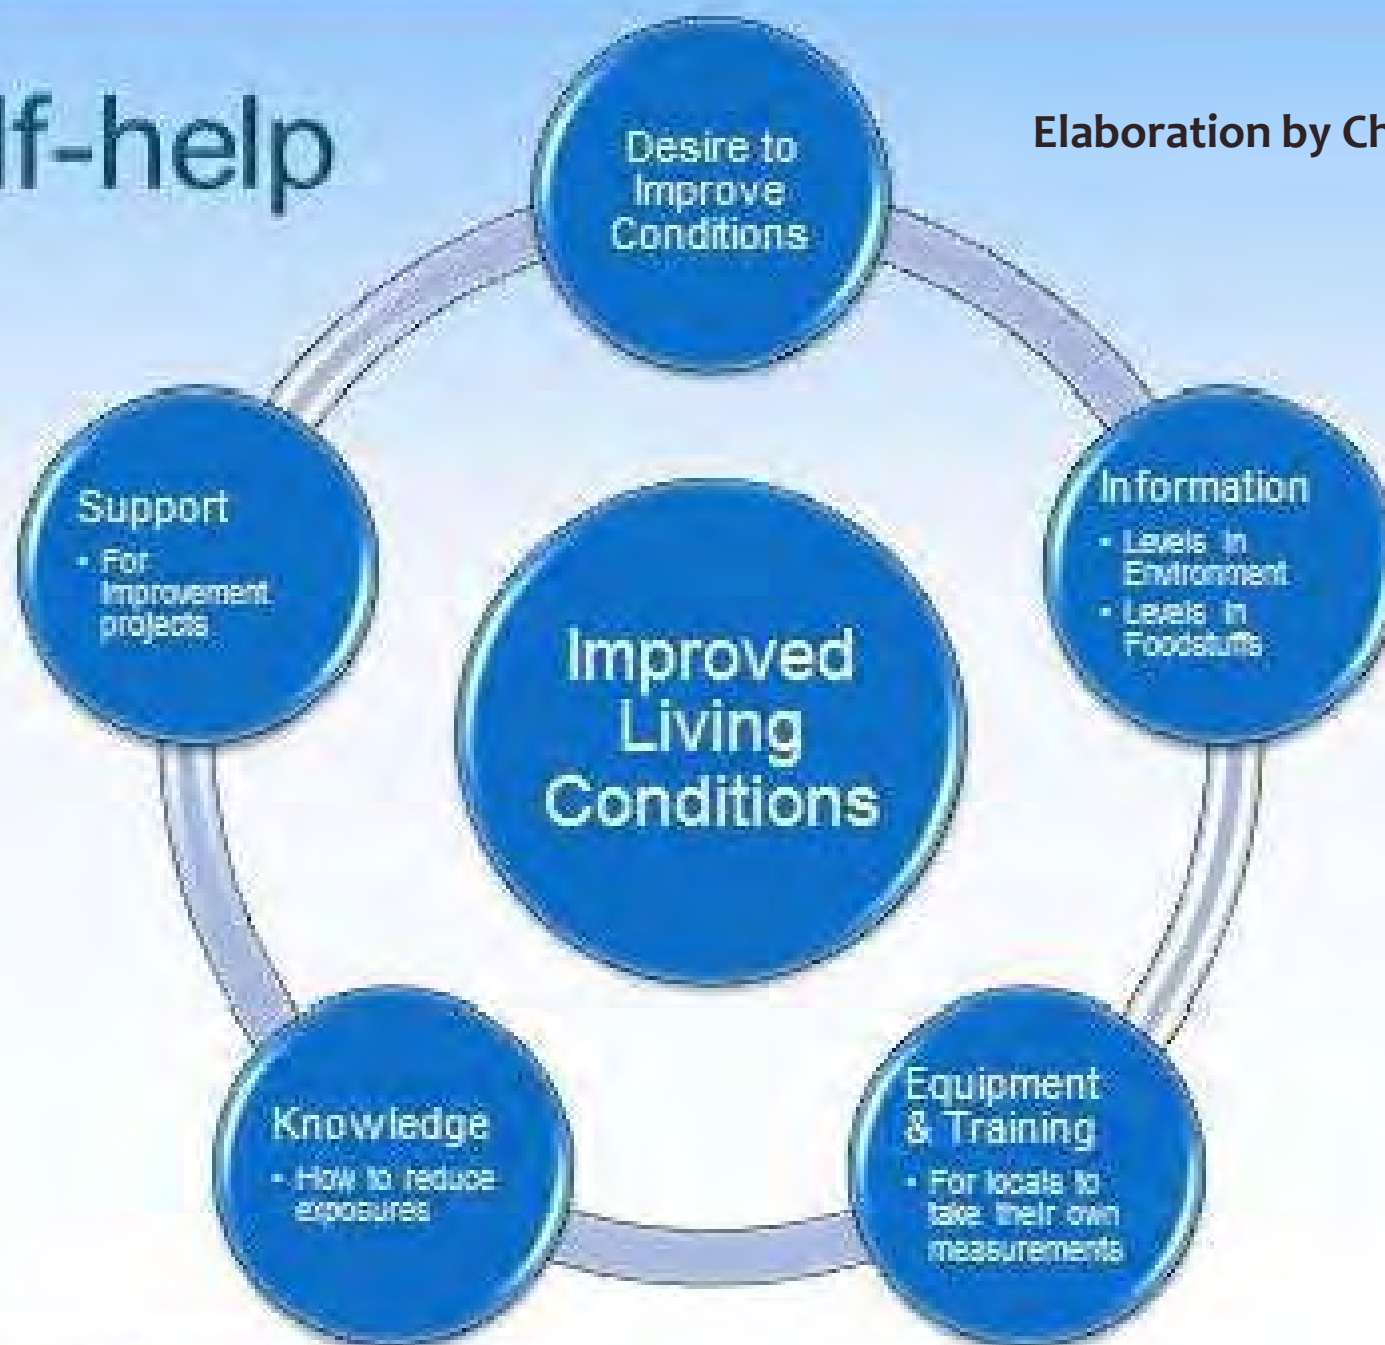 lf-help
Elaboration by Ch
Desire to
Improve
Conditions
Information
• Levels in
Environment
• Levels in
Foodstuffs
Equipment
& Training
• For locals to
take their own
measurements
Knowledge
• How to reduce
exposures
Support
• For
Improvement
projects
Improved
Living
Conditions